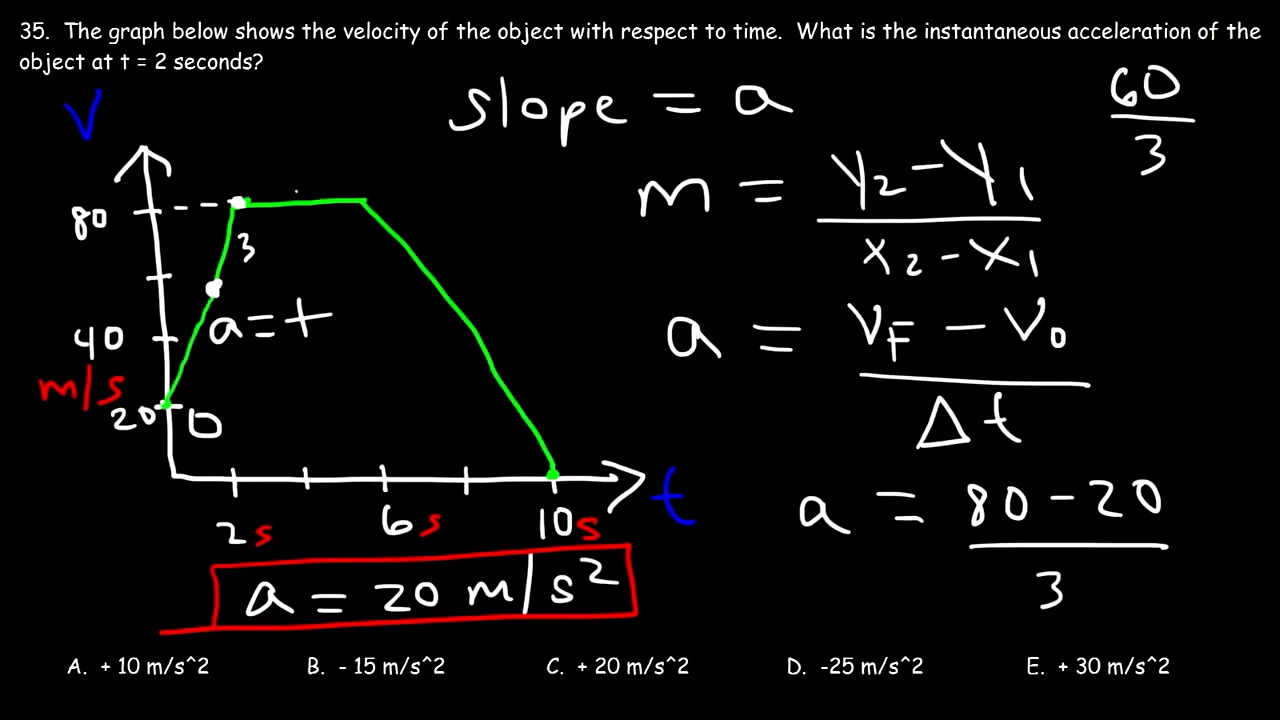 35. The graph below shows the velocity of the object with respect to time. What is the instantaneous acceleration of the
object at t = 2 seconds?
V
slope = a
60
3
m = y₂ - y₁
x₂ - x₁
80
3
a = +
40
m/s
20
0
a = V_F - V_0
Δt
t
2s 6s 10s
a = 80 - 20
3
a = 20 m/s²
A. + 10 m/s^2 B. - 15 m/s^2 C. + 20 m/s^2 D. -25 m/s^2 E. + 30 m/s^2